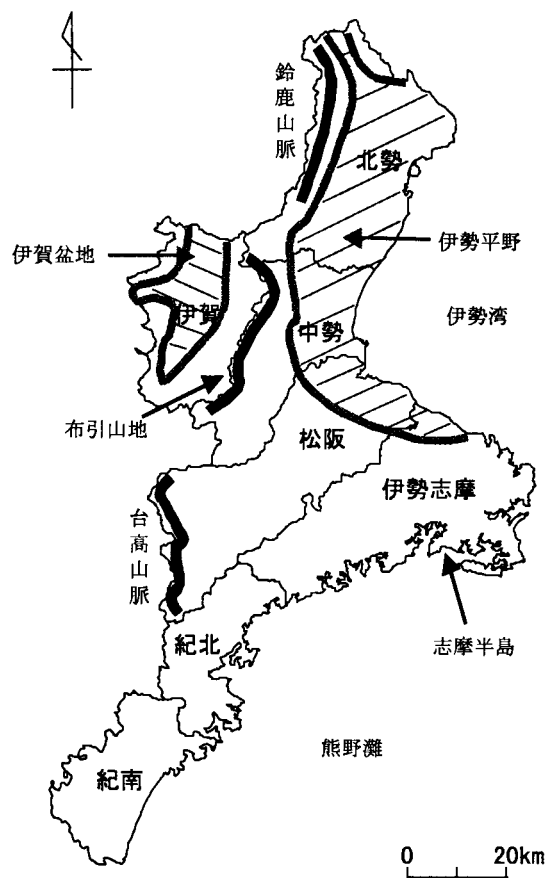 鈴鹿山脈
北勢
伊賀盆地
伊勢平野
伊賀
中勢
伊勢湾
布引山地
松阪
伊勢志摩
台高山脈
志摩半島
紀北
熊野灘
紀南
0 20km